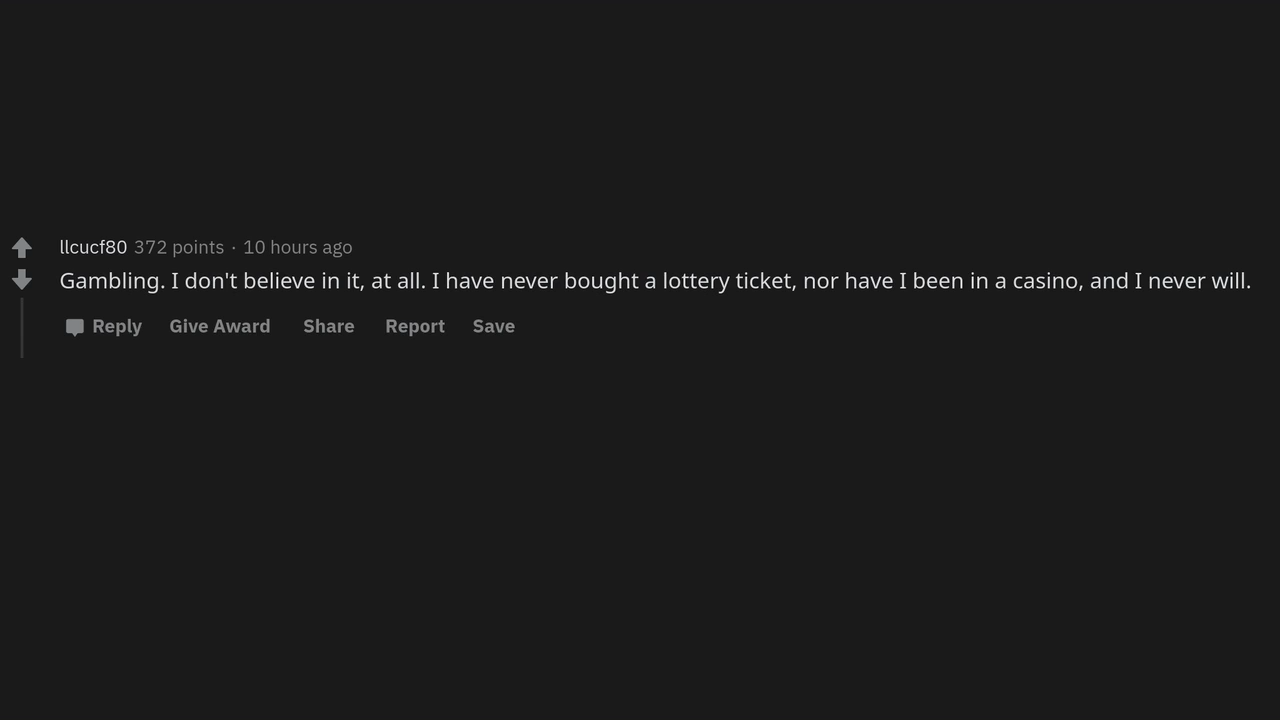 llcucf80 372 points · 10 hours ago
Gambling. I don't believe in it, at all. I have never bought a lottery ticket, nor have I been in a casino, and I never will.
Reply Give Award Share Report Save